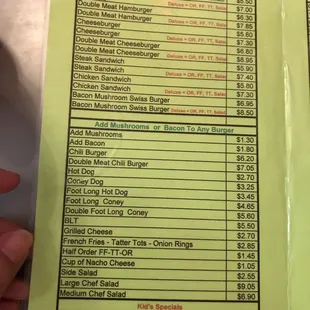 $5.50
$7.00
Double Meat Hamburger $6.30
Double Meat Hamburger Deluxe = OR, FF, TT, Salad $7.85
Cheeseburger $5.80
Cheeseburger Deluxe = OR, FF, TT, Salad $7.30
Double Meat Cheeseburger $6.60
Double Meat Cheeseburger Deluxe = OR, FF, TT, Salad $8.95
Steak Sandwich $5.90
Steak Sandwich Deluxe = OR, FF, TT, Salad $7.40
Chicken Sandwich $5.80
Chicken Sandwich Deluxe = OR, FF, TT, Salad $7.30
Bacon Mushroom Swiss Burger $6.95
Bacon Mushroom Swiss Burger Deluxe = OR, FF, TT, Salad $8.50
Add Mushrooms or Bacon To Any Burger
Add Mushrooms $1.30
Add Bacon $1.83
Chili Burger $6.20
Double Meat Chili Burger $7.05
Hot Dog $2.70
Coney Dog $3.25
Foot Long Hot Dog $3.45
Foot Long Coney $4.65
Double Foot Long Coney $5.60
BLT $5.50
Grilled Cheese $2.70
French Fries - Tatter Tots - Onion Rings $2.85
Half Order FF-TT-OR $1.45
Cup of Nacho Cheese $1.05
Side Salad $2.55
Large Chef Salad $9.05
Medium Chef Salad $6.90
Kid's Specials